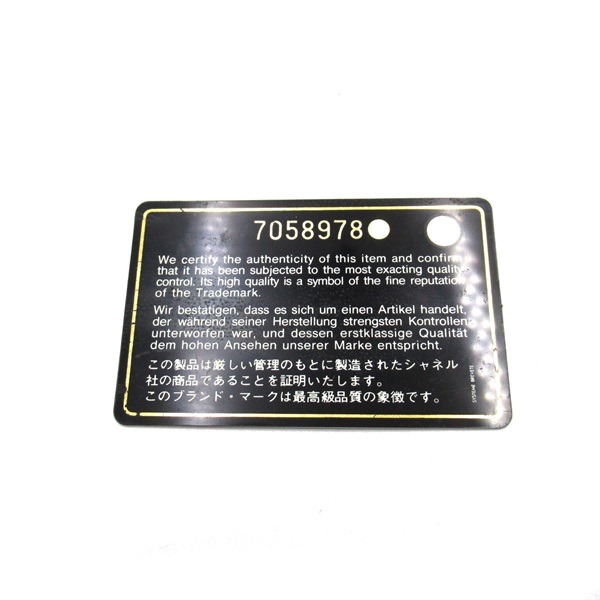 7058978
We certify the authenticity of this item and confirm
that it has been subjected to the most exacting quality
control. Its high quality is a symbol of the fine reputation
of the Trademark.
Wir bestätigen, dass es sich um einen Artikel handelt,
der während seiner Herstellung strengsten Kontrollen
unterworfen war, und dessen erstklassige Qualität
dem hohen Ansehen unserer Marke entspricht.
この製品は厳しい管理のもとに製造されたシャネル
社の商品であることを証明いたします。
このブランド・マークは最高級品質の象徴です。